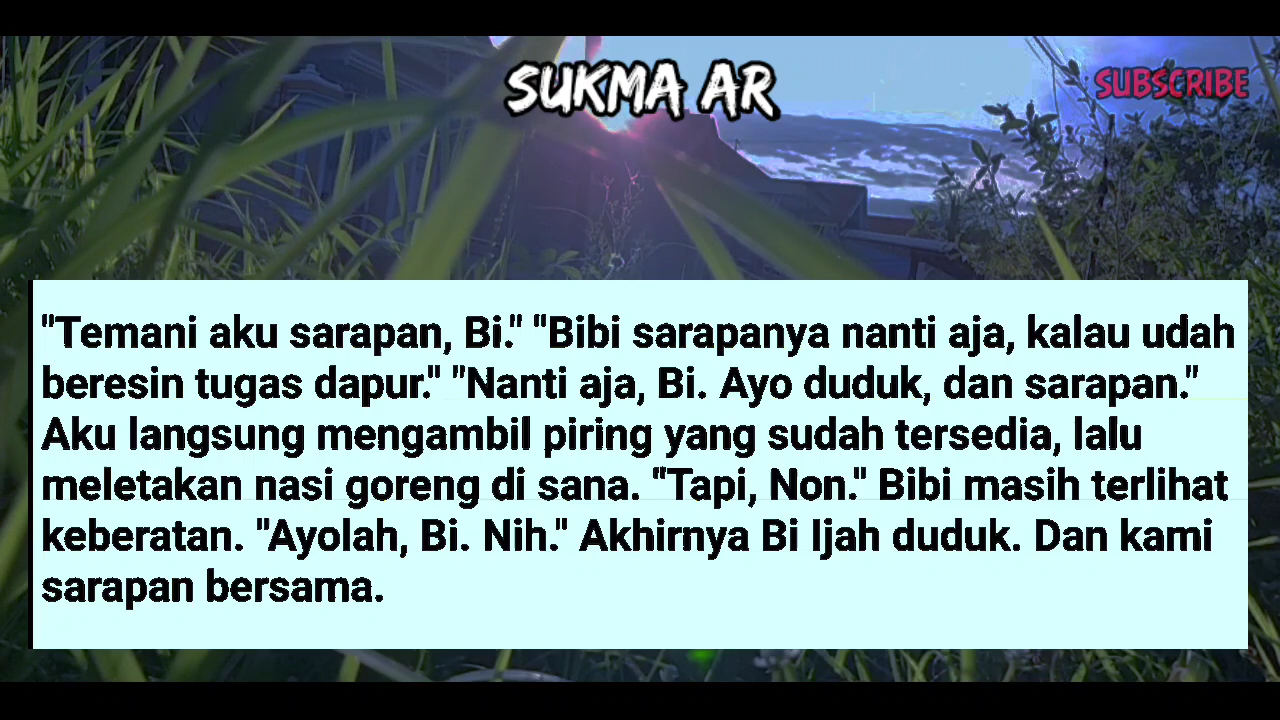 SUKMA AR
SUBSCRIBE
"Temani aku sarapan, Bi." "Bibi sarapanya nanti aja, kalau udah
beresin tugas dapur." "Nanti aja, Bi. Ayo duduk, dan sarapan."
Aku langsung mengambil piring yang sudah tersedia, lalu
meletakan nasi goreng di sana. "Tapi, Non." Bibi masih terlihat
keberatan. "Ayolah, Bi. Nih." Akhirnya Bi Ijah duduk. Dan kami
sarapan bersama.